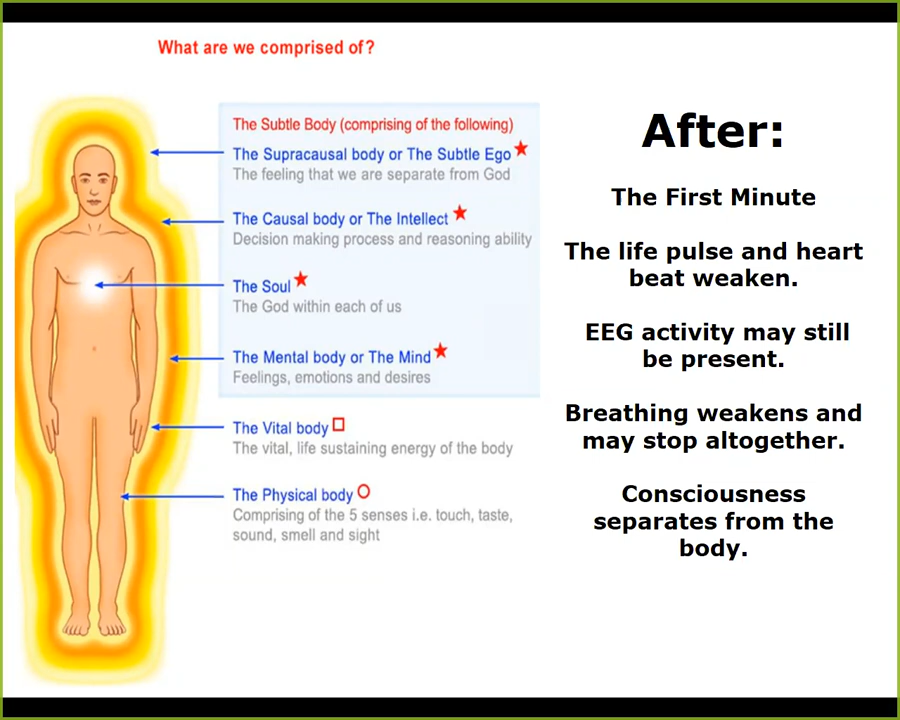 What are we comprised of?
The Subtle Body (comprising of the following)
The Supracausal body or The Subtle Ego
The feeling that we are separate from God
The Causal body or The Intellect
Decision making process and reasoning ability
The Soul
The God within each of us
The Mental body or The Mind
Feelings, emotions and desires
The Vital body
The vital, life sustaining energy of the body
The Physical body
Comprising of the 5 senses i.e. touch, taste,
sound, smell and sight
After:
The First Minute
The life pulse and heart
beat weaken.
EEG activity may still
be present.
Breathing weakens and
may stop altogether.
Consciousness
separates from the
body.